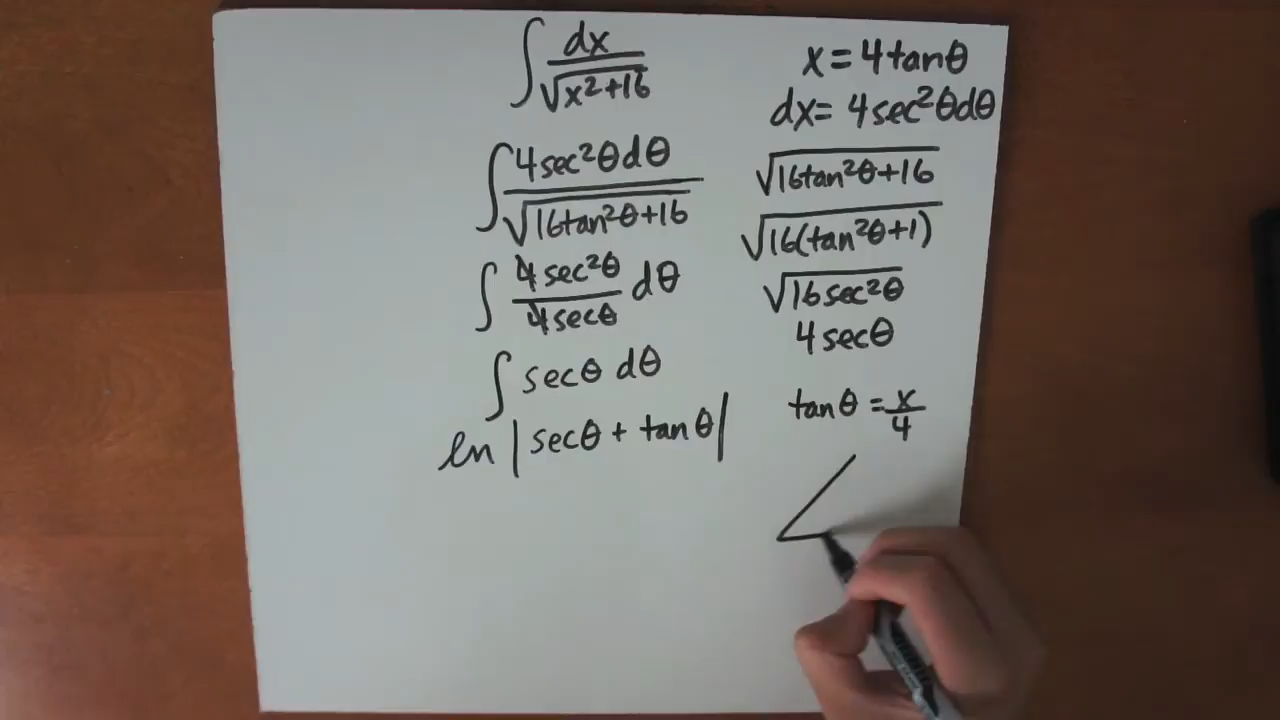 ∫ dx/√(x²+16)
∫ 4sec²θdθ/√(16tan²θ+16)
∫ 4sec²θ/4secθ dθ
∫ secθ dθ
ln |secθ + tanθ|
x = 4tanθ
dx = 4sec²θdθ
√(16tan²θ+16)
√(16(tan²θ+1))
√(16sec²θ)
4secθ
tanθ = x/4